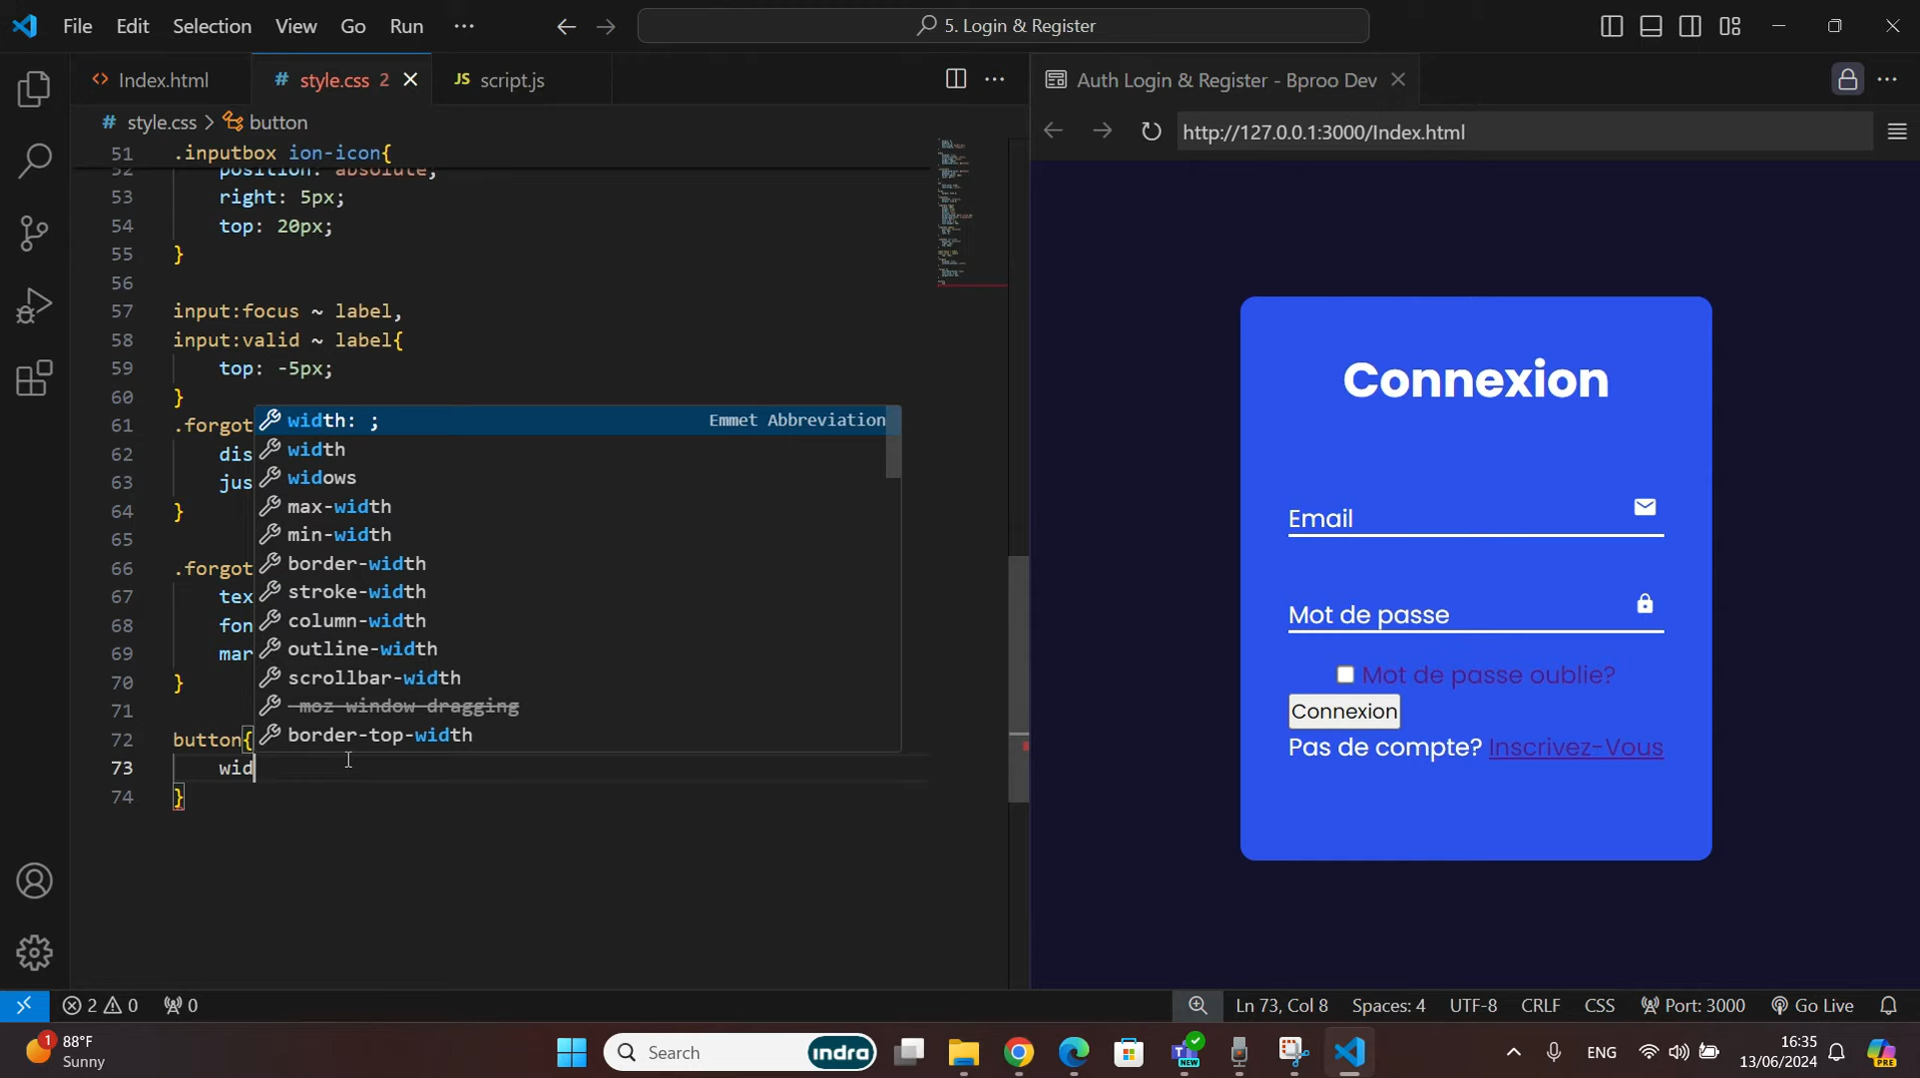 File Edit Selection View Go Run ···
5. Login & Register
Index.html
# style.css 2
JS script.js
Auth Login & Register - Bproo Dev
# style.css > button
http://127.0.0.1:3000/Index.html
51 .inputbox ion-icon{
52 position: absolute;
53 right: 5px;
54 top: 20px;
55 }
56
57 input:focus ~ label,
58 input:valid ~ label{
59 top: -5px;
60 }
61 .forgot
62 dis
63 jus
64 }
65
66 .forgot
67 tex
68 fon
69 mar
70 }
71
72 button{
73 wid
74 }
width: ; Emmet Abbreviation
width
widows
max-width
min-width
border-width
stroke-width
column-width
outline-width
scrollbar-width
-moz-window-dragging
border-top-width
Connexion
Email
Mot de passe
Mot de passe oublie?
Connexion
Pas de compte? Inscrivez-Vous
2 0 0
Ln 73, Col 8 Spaces: 4 UTF-8 CRLF CSS Port: 3000 Go Live
1
88°F
Sunny
Search
indra
NEW
ENG
16:35
13/06/2024
PRE